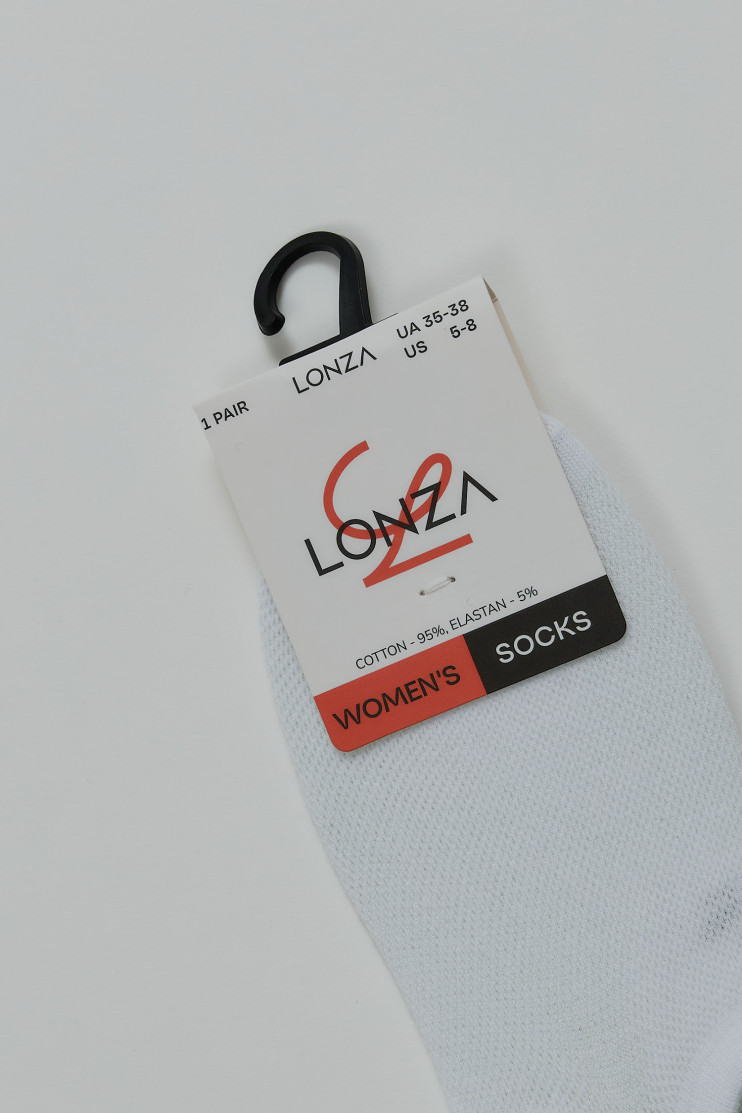 1 PAIR
LONZA
UA 35-38
US 5-8
LONZA
COTTON - 95%, ELASTAN - 5%
WOMEN'S SOCKS